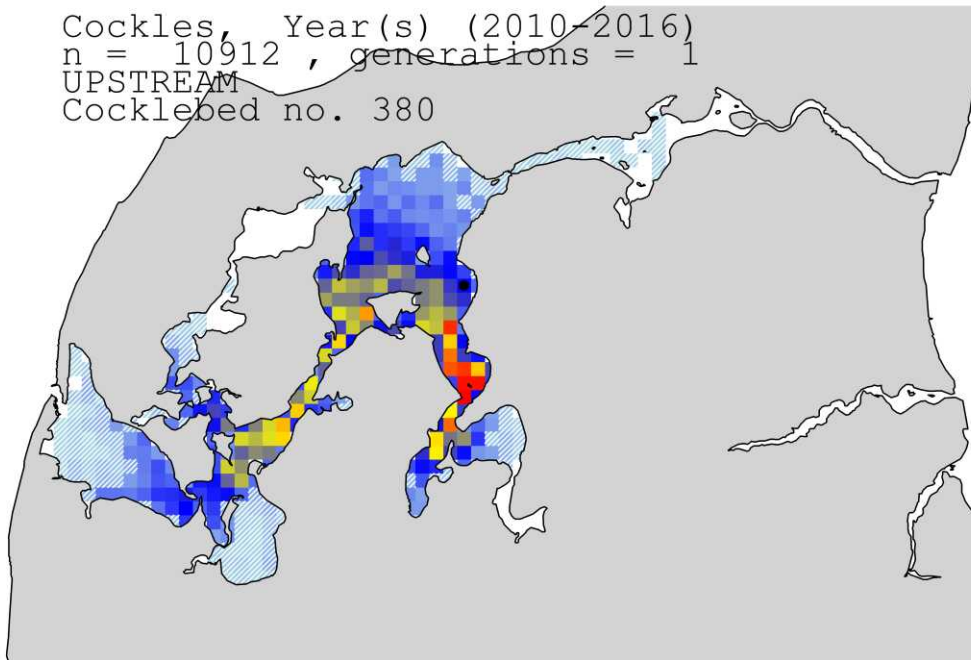 Cockles, Year(s) (2010-2016)
n = 10912 , generations = 1
UPSTREAM
Cocklebed no. 380